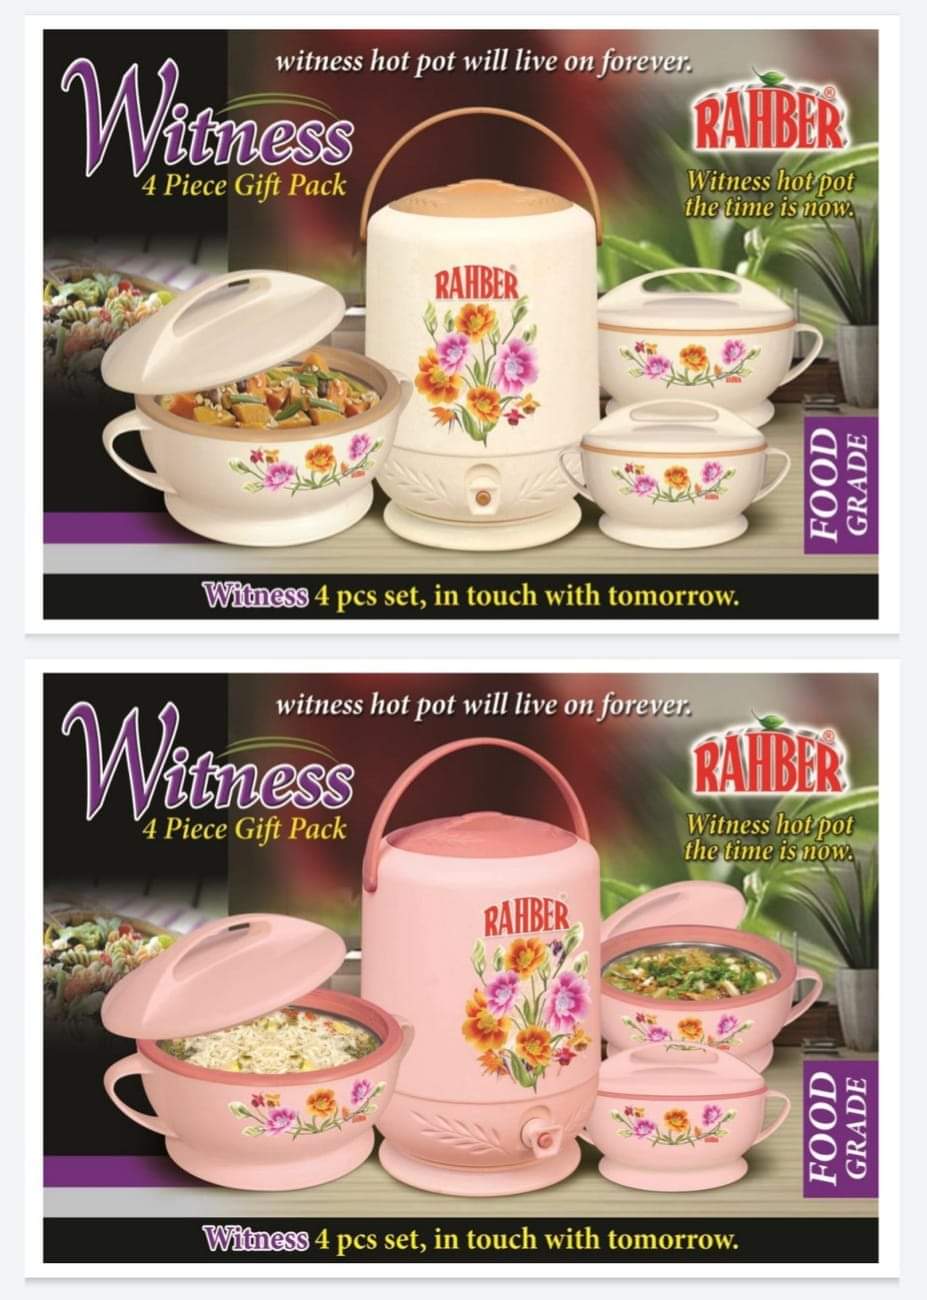 witness hot pot will live on forever.
Witness
4 Piece Gift Pack
RAHBER®
Witness hot pot
the time is now.
RAHBER
FOOD
GRADE
Witness 4 pcs set, in touch with tomorrow.
witness hot pot will live on forever.
Witness
4 Piece Gift Pack
RAHBER®
Witness hot pot
the time is now.
RAHBER
FOOD
GRADE
Witness 4 pcs set, in touch with tomorrow.